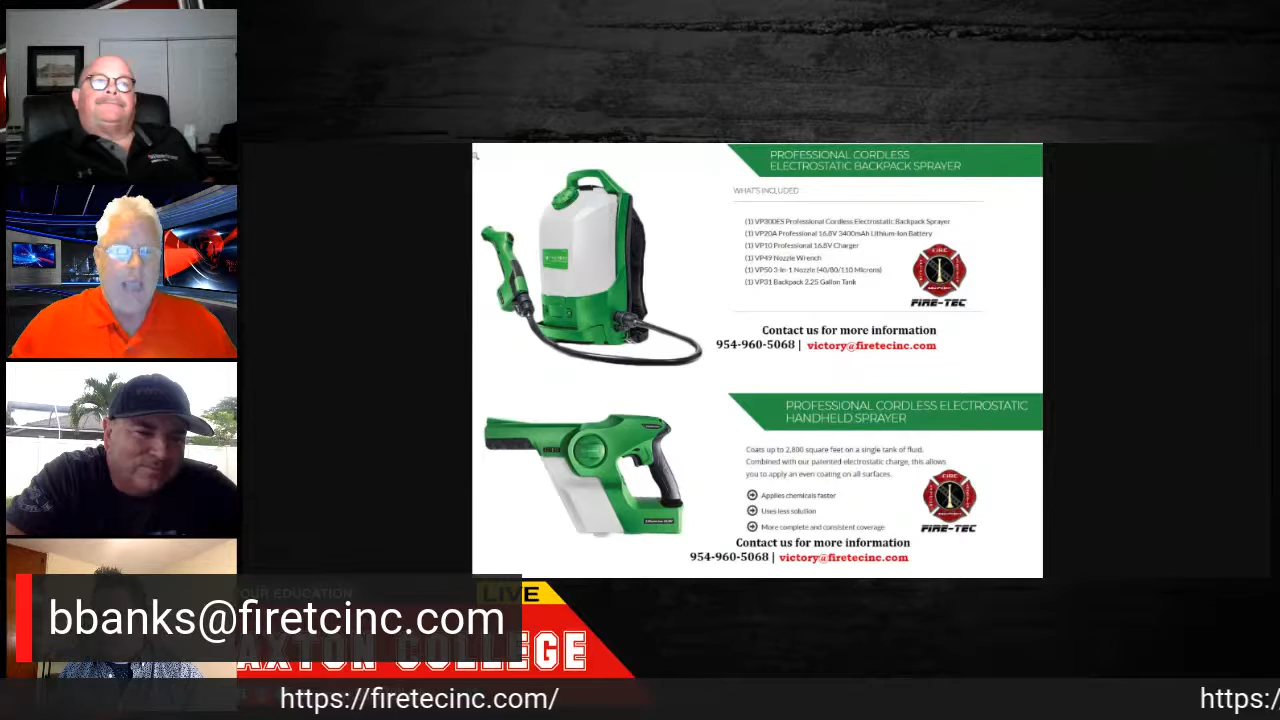 PROFESSIONAL CORDLESS
ELECTROSTATIC BACKPACK SPRAYER
WHAT'S INCLUDED
(1) VP300ES Professional Cordless Electrostatic Backpack Sprayer
(1) VP20A Professional 16.8V 3400mAh Lithium-Ion Battery
(1) VP10 Professional 16.8V Charger
(1) VP49 Nozzle Wrench
(1) VP50 3-in-1 Nozzle (40/80/110 Microns)
(1) VP31 Backpack 2.25 Gallon Tank
FIRE
FIRE-TEC
Contact us for more information
954-960-5068 | victory@firetecinc.com
PROFESSIONAL CORDLESS ELECTROSTATIC
HANDHELD SPRAYER
Coats up to 2,800 square feet on a single tank of fluid.
Combined with our patented electrostatic charge, this allows
you to apply an even coating on all surfaces.
Applies chemicals faster
Uses less solution
More complete and consistent coverage
FIRE
FIRE-TEC
Contact us for more information
954-960-5068 | victory@firetecinc.com
OUR EDUCATION
LIVE
bbanks@firetcinc.com
AXTON COLLEGE
https://firetecinc.com/
https:/